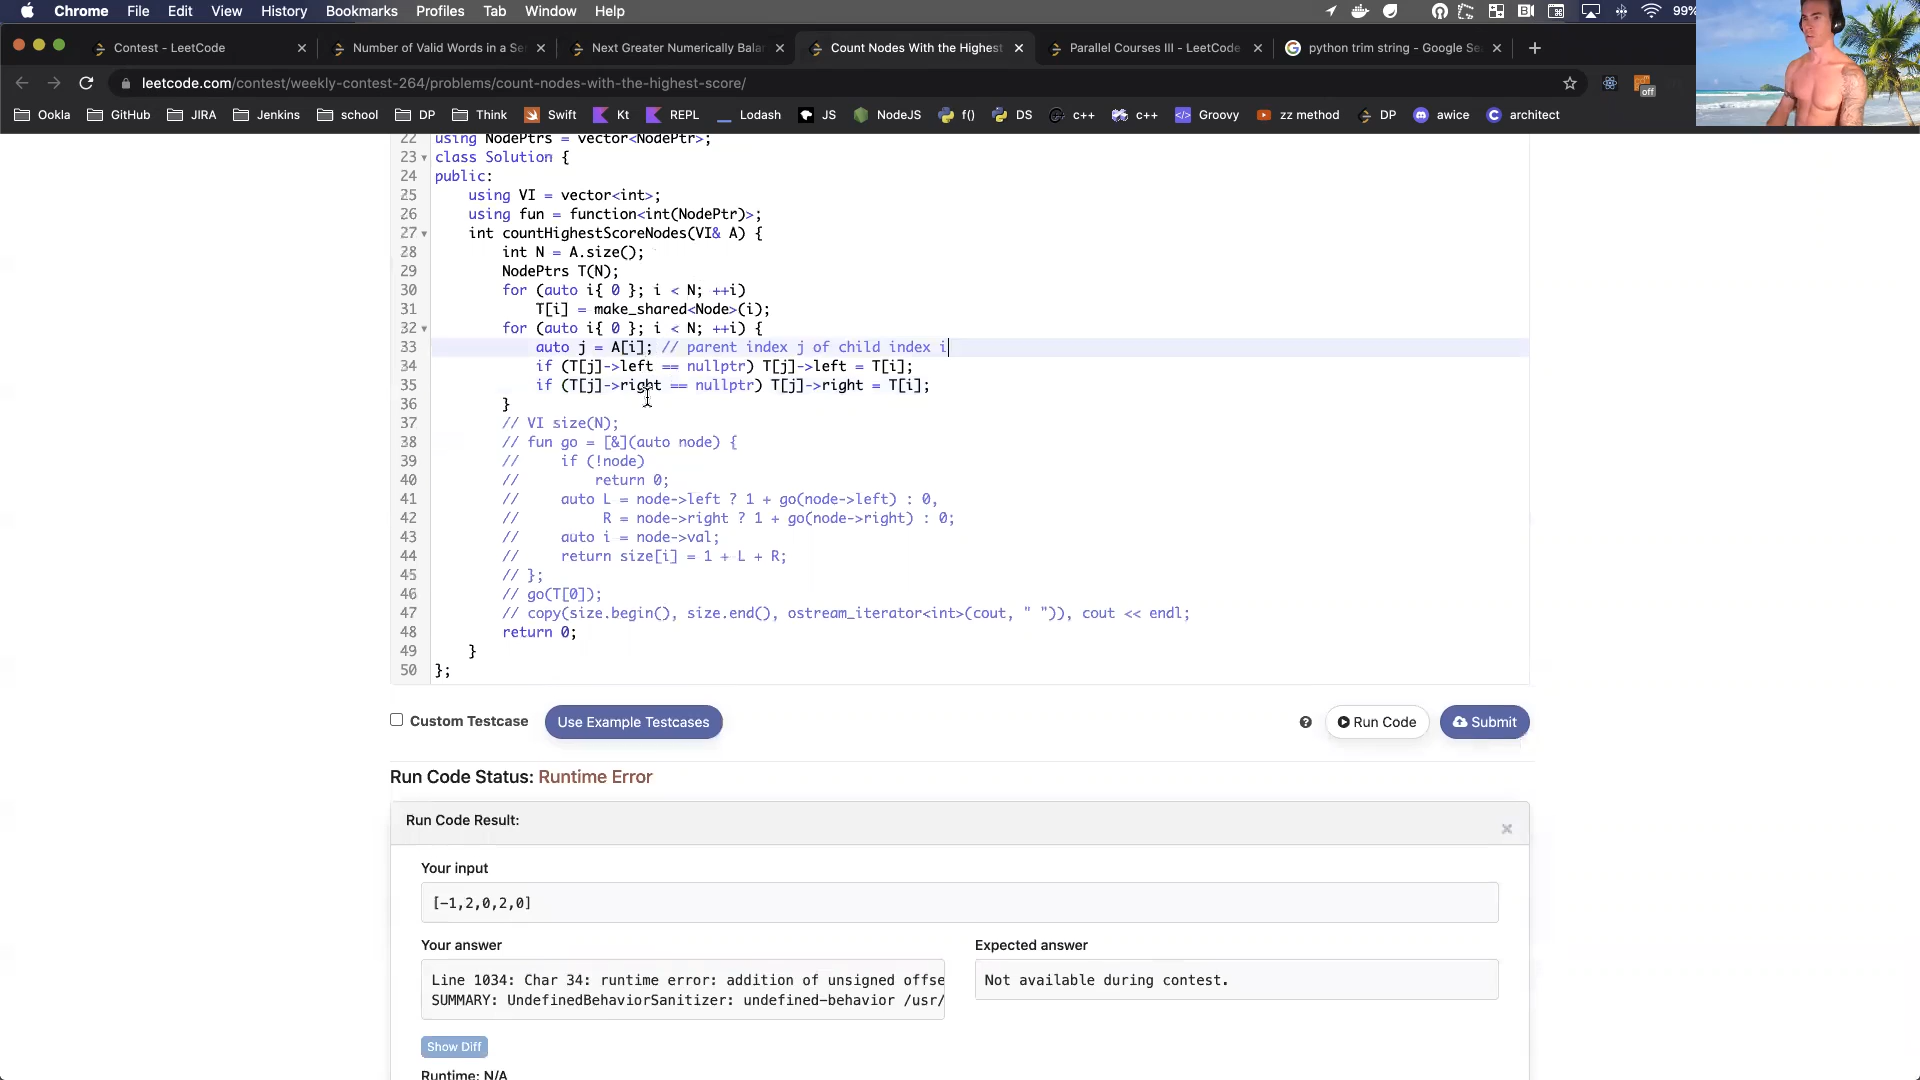 Chrome File Edit View History Bookmarks Profiles Tab Window Help 99%
Contest - LeetCode Number of Valid Words in a Se Next Greater Numerically Bala Count Nodes With the Highest Parallel Courses III - LeetCode python trim string - Google Se
leetcode.com/contest/weekly-contest-264/problems/count-nodes-with-the-highest-score/ off
Ookla GitHub JIRA Jenkins school DP Think Swift Kt REPL Lodash JS NodeJS f() DS c++ c++ Groovy zz method DP awice architect
22 using NodePtrs = vector<NodePtr>;
23 class Solution {
24 public:
25 using VI = vector<int>;
26 using fun = function<int(NodePtr)>;
27 int countHighestScoreNodes(VI& A) {
28 int N = A.size();
29 NodePtrs T(N);
30 for (auto i{ 0 }; i < N; ++i)
31 T[i] = make_shared<Node>(i);
32 for (auto i{ 0 }; i < N; ++i) {
33 auto j = A[i]; // parent index j of child index i
34 if (T[j]->left == nullptr) T[j]->left = T[i];
35 if (T[j]->right == nullptr) T[j]->right = T[i];
36 }
37 // VI size(N);
38 // fun go = [&](auto node) {
39 // if (!node)
40 // return 0;
41 // auto L = node->left ? 1 + go(node->left) : 0,
42 // R = node->right ? 1 + go(node->right) : 0;
43 // auto i = node->val;
44 // return size[i] = 1 + L + R;
45 // };
46 // go(T[0]);
47 // copy(size.begin(), size.end(), ostream_iterator<int>(cout, " ")), cout << endl;
48 return 0;
49 }
50 };
Custom Testcase Use Example Testcases ? Run Code Submit
Run Code Status: Runtime Error
Run Code Result: ×
Your input
[-1,2,0,2,0]
Your answer Expected answer
Line 1034: Char 34: runtime error: addition of unsigned offse Not available during contest.
SUMMARY: UndefinedBehaviorSanitizer: undefined-behavior /usr/
Show Diff
Runtime: N/A